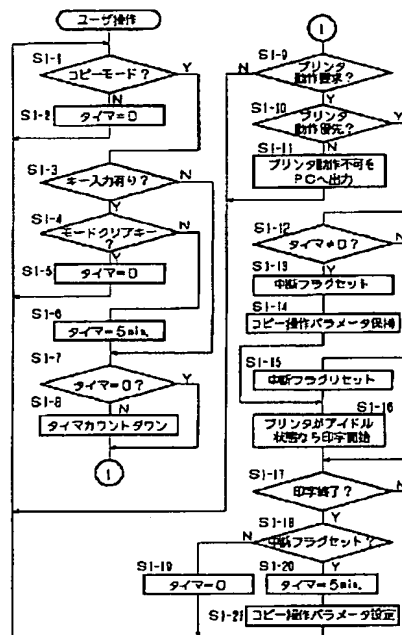 ユーザ操作
S1-1
コピーモード?
Y
N
S1-2
タイマ=0
S1-3
キー入力有り?
N
Y
S1-4
モードクリアキー
?
N
Y
S1-5
タイマ=0
S1-6
タイマ=5min.
S1-7
タイマ=0?
Y
S1-8
N
タイマカウントダウン
1
1
S1-9
プリンタ
動作要求?
N
Y
S1-10
プリンタ
動作優先?
Y
N
S1-11
プリンタ動作不可を
PCへ出力
S1-12
タイマ≠0?
N
Y
S1-13
中断フラグセット
S1-14
コピー操作パラメータ保持
S1-15
中断フラグリセット
S1-16
プリンタがアイドル
状態なら印字開始
S1-17
印字終了?
N
Y
S1-18
中断フラグセット?
N
Y
S1-19
タイマ=0
S1-20
タイマ=5min.
S1-21
コピー操作パラメータ設定